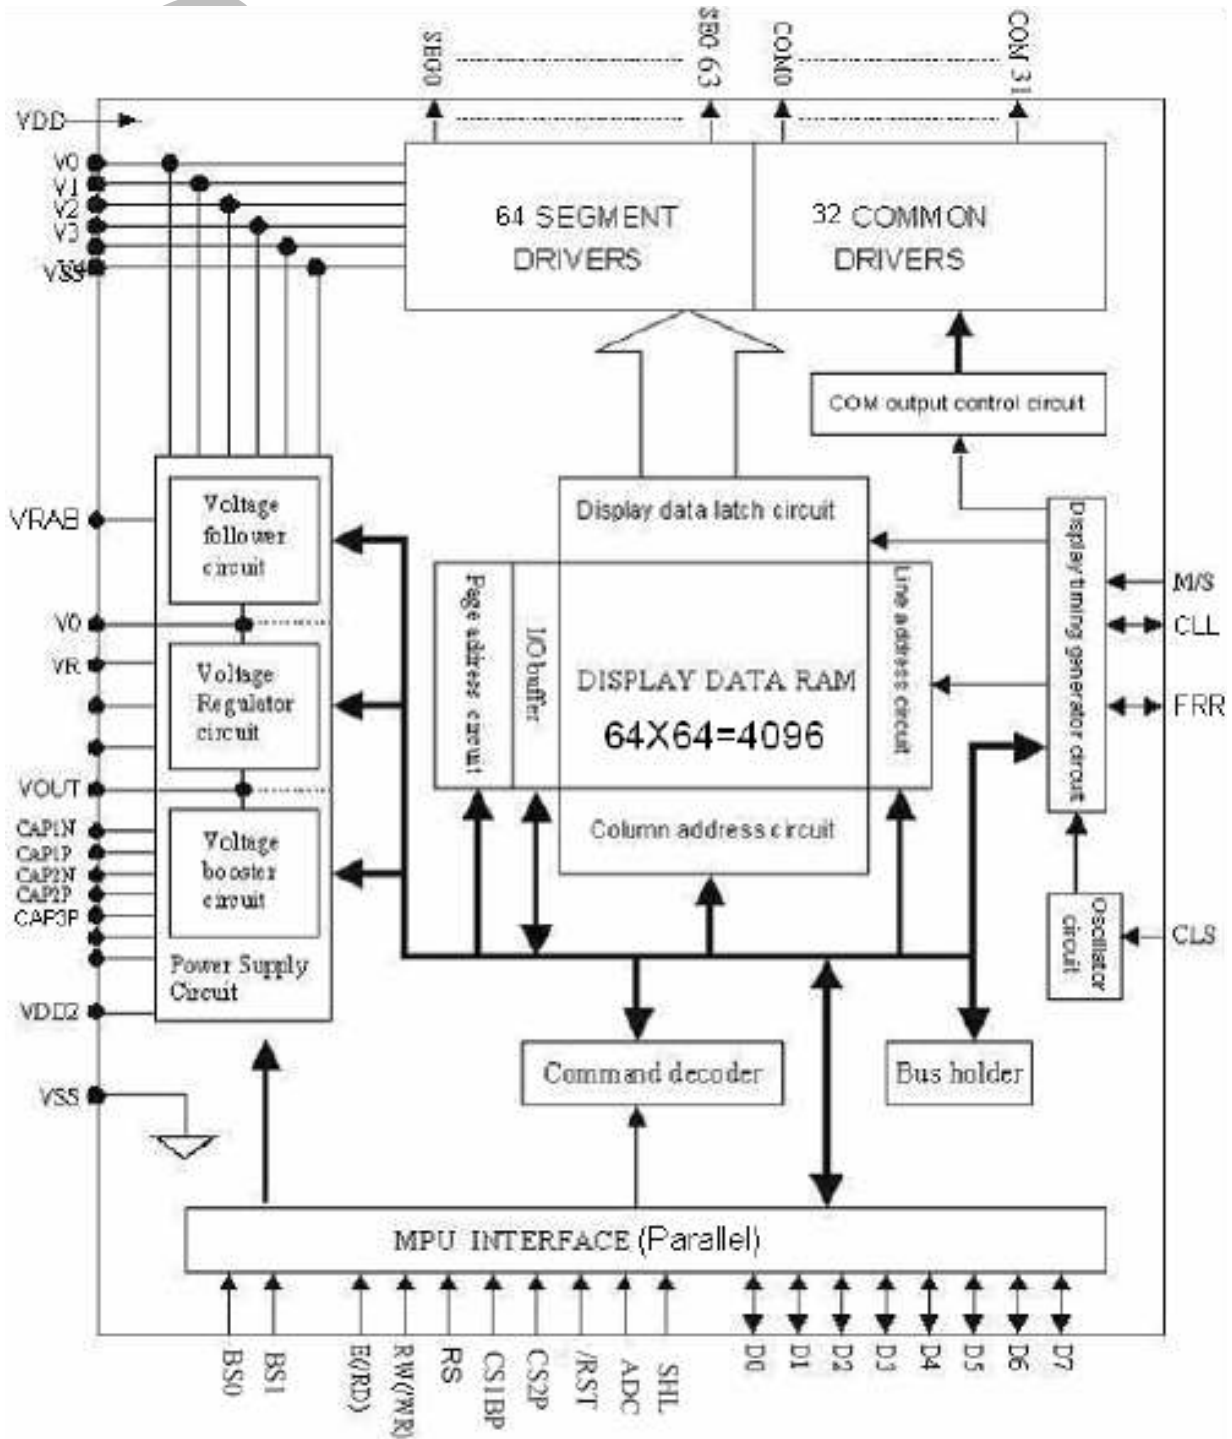 SEG0
SEG 63
COM0
COM 31
VDD
V0
V1
V2
V3
VSS
64 SEGMENT
DRIVERS
32 COMMON
DRIVERS
COM output control circuit
Voltage
follower
circuit
VRAB
V0
VR
Voltage
Regulator
circuit
VOUT
CAP1N
CAP1P
CAP2N
CAP2P
CAP3P
Voltage
booster
circuit
Power Supply
Circuit
VDD2
VSS
Display data latch circuit
Page address circuit
I/O buffer
DISPLAY DATA RAM
64X64=4096
Line address circuit
Column address circuit
Display timing generator circuit
M/S
CLL
FRR
Oscillator
circuit
CLS
Command decoder
Bus holder
MPU INTERFACE (Parallel)
BS0
BS1
E(/RD)
RW(/WR)
RS
CS1BP
CS2P
/RST
ADC
SHL
D0
D1
D2
D3
D4
D5
D6
D7